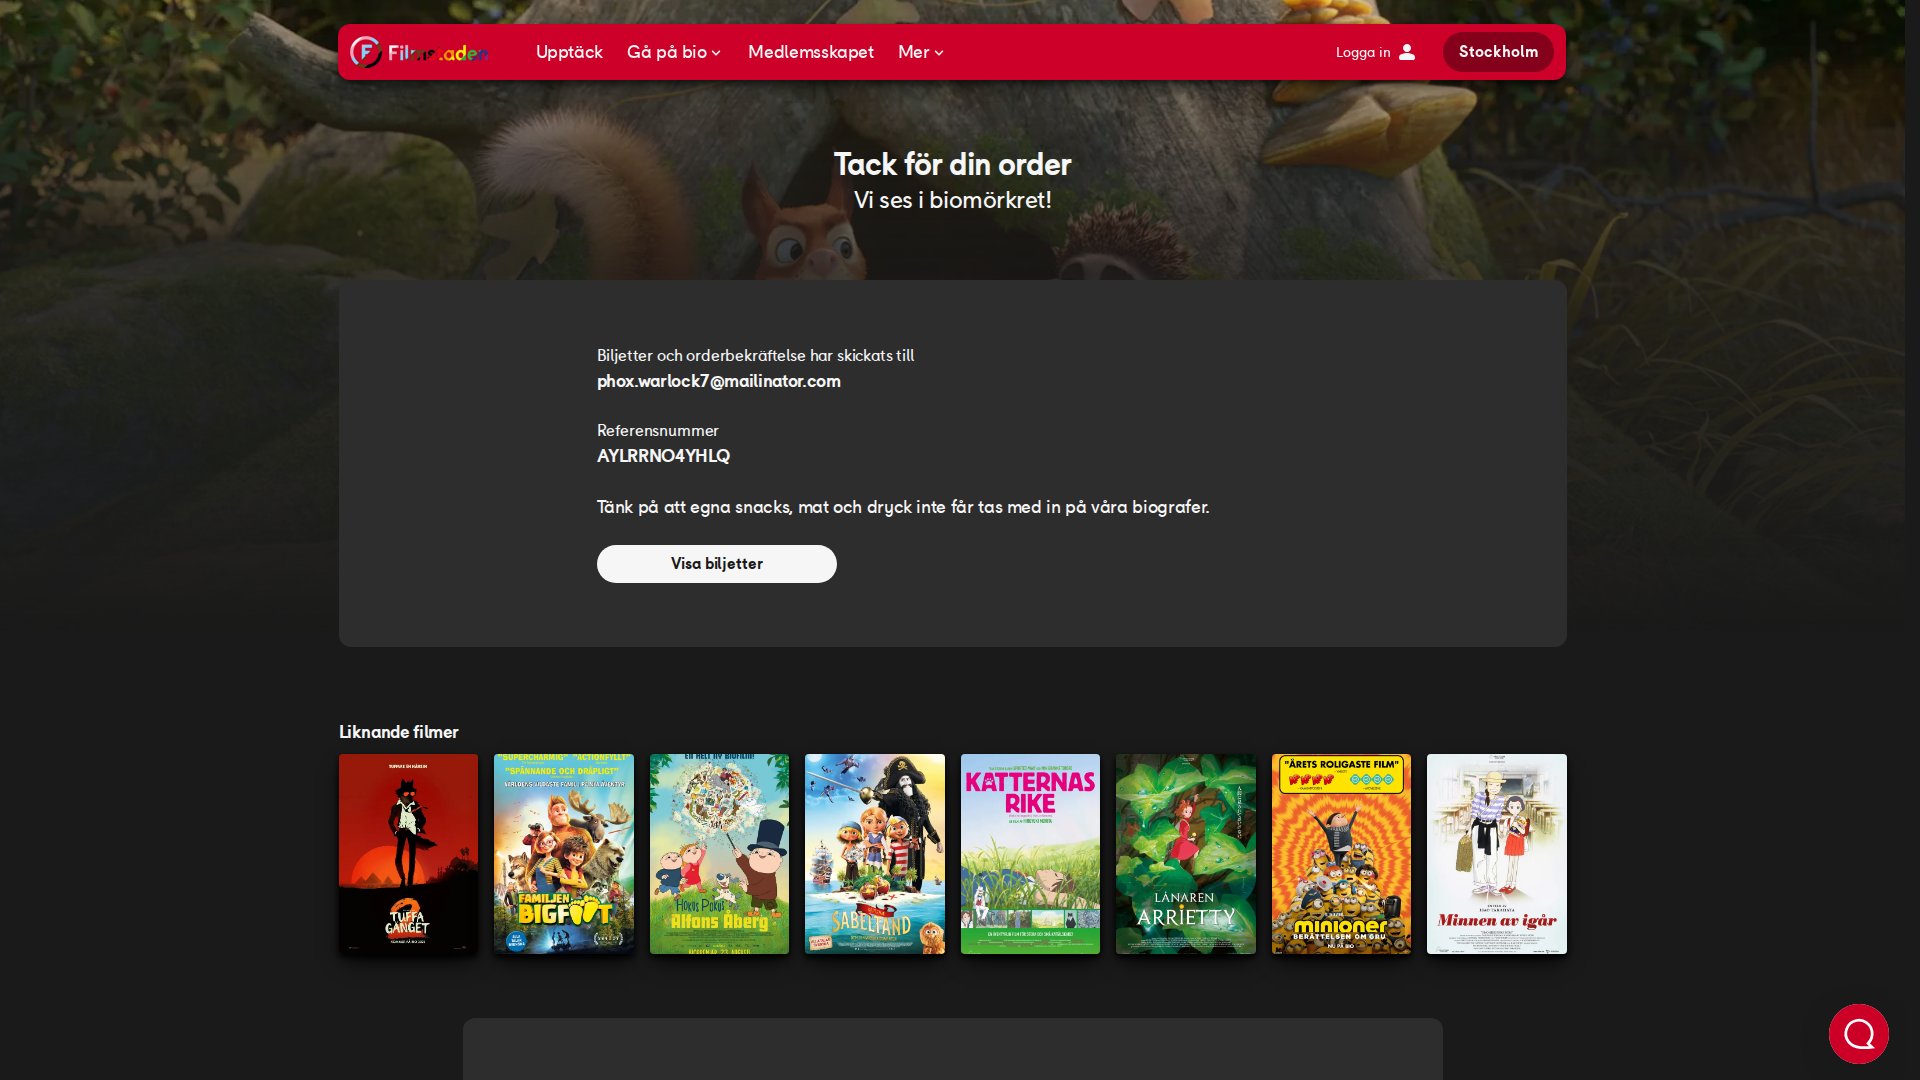 Filmstaden
Upptäck
Gå på bio
Medlemsskapet
Mer
Logga in
Stockholm
Tack för din order
Vi ses i biomörkret!
Biljetter och orderbekräftelse har skickats till
phox.warlock7@mailinator.com
Referensnummer
AYLRRNO4YHLQ
Tänk på att egna snacks, mat och dryck inte får tas med in på våra biografer.
Visa biljetter
Liknande filmer
TUFFA
GÄNGET
2
"SUPERCHARMIG" "ACTIONFYLLT"
"SPÄNNANDE OCH DRÅPLIGT"
FAMILJEN
BIGFOOT
EN HELT NY BIOFILM!
Hokus Pokus
Alfons Åberg
SABELTAND
KATTERNAS
RIKE
LÅNAREN
ARRIETTY
"ÅRETS ROLIGASTE FILM"
minioner
BERÄTTELSEN OM GRU
NU PÅ BIO
Minnen av igår